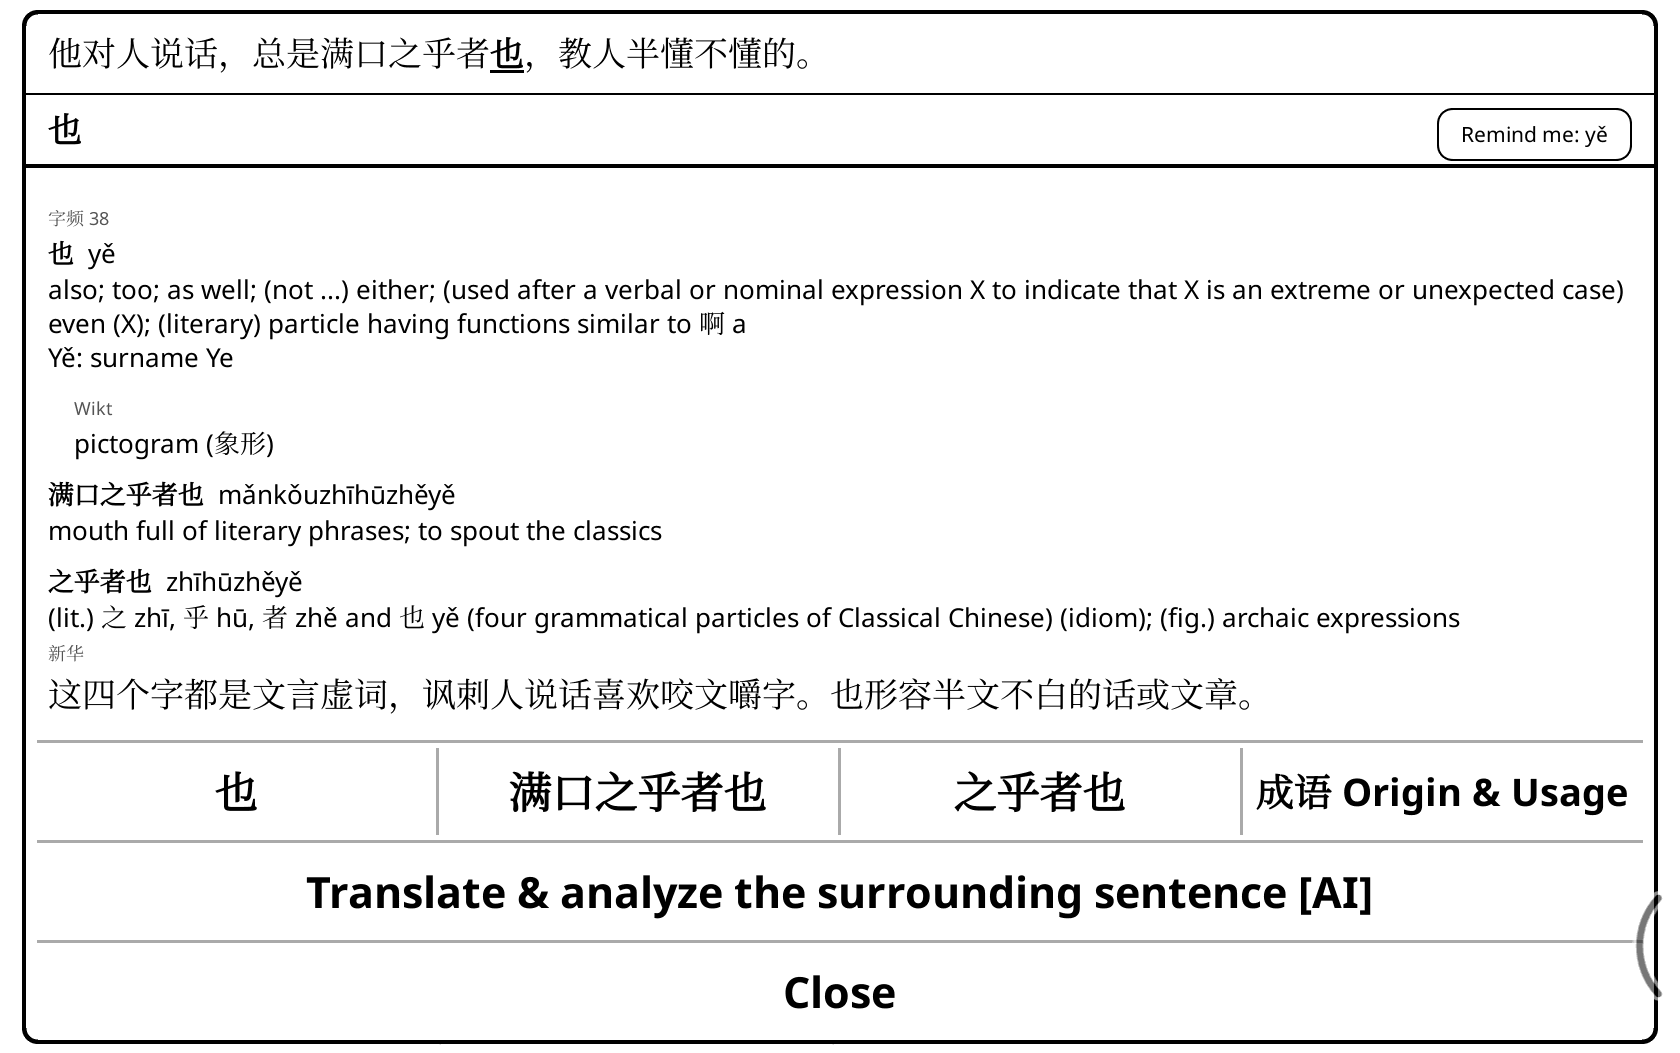 他对人说话，总是满口之乎者也，教人半懂不懂的。
也
Remind me: yě
字频 38
也 yě
also; too; as well; (not ...) either; (used after a verbal or nominal expression X to indicate that X is an extreme or unexpected case)
even (X); (literary) particle having functions similar to 啊 a
Yě: surname Ye
Wikt
pictogram (象形)
满口之乎者也 mǎnkǒuzhīhūzhěyě
mouth full of literary phrases; to spout the classics
之乎者也 zhīhūzhěyě
(lit.) 之 zhī, 乎 hū, 者 zhě and 也 yě (four grammatical particles of Classical Chinese) (idiom); (fig.) archaic expressions
新华
这四个字都是文言虚词，讽刺人说话喜欢咬文嚼字。也形容半文不白的话或文章。
也
满口之乎者也
之乎者也
成语 Origin & Usage
Translate & analyze the surrounding sentence [AI]
Close